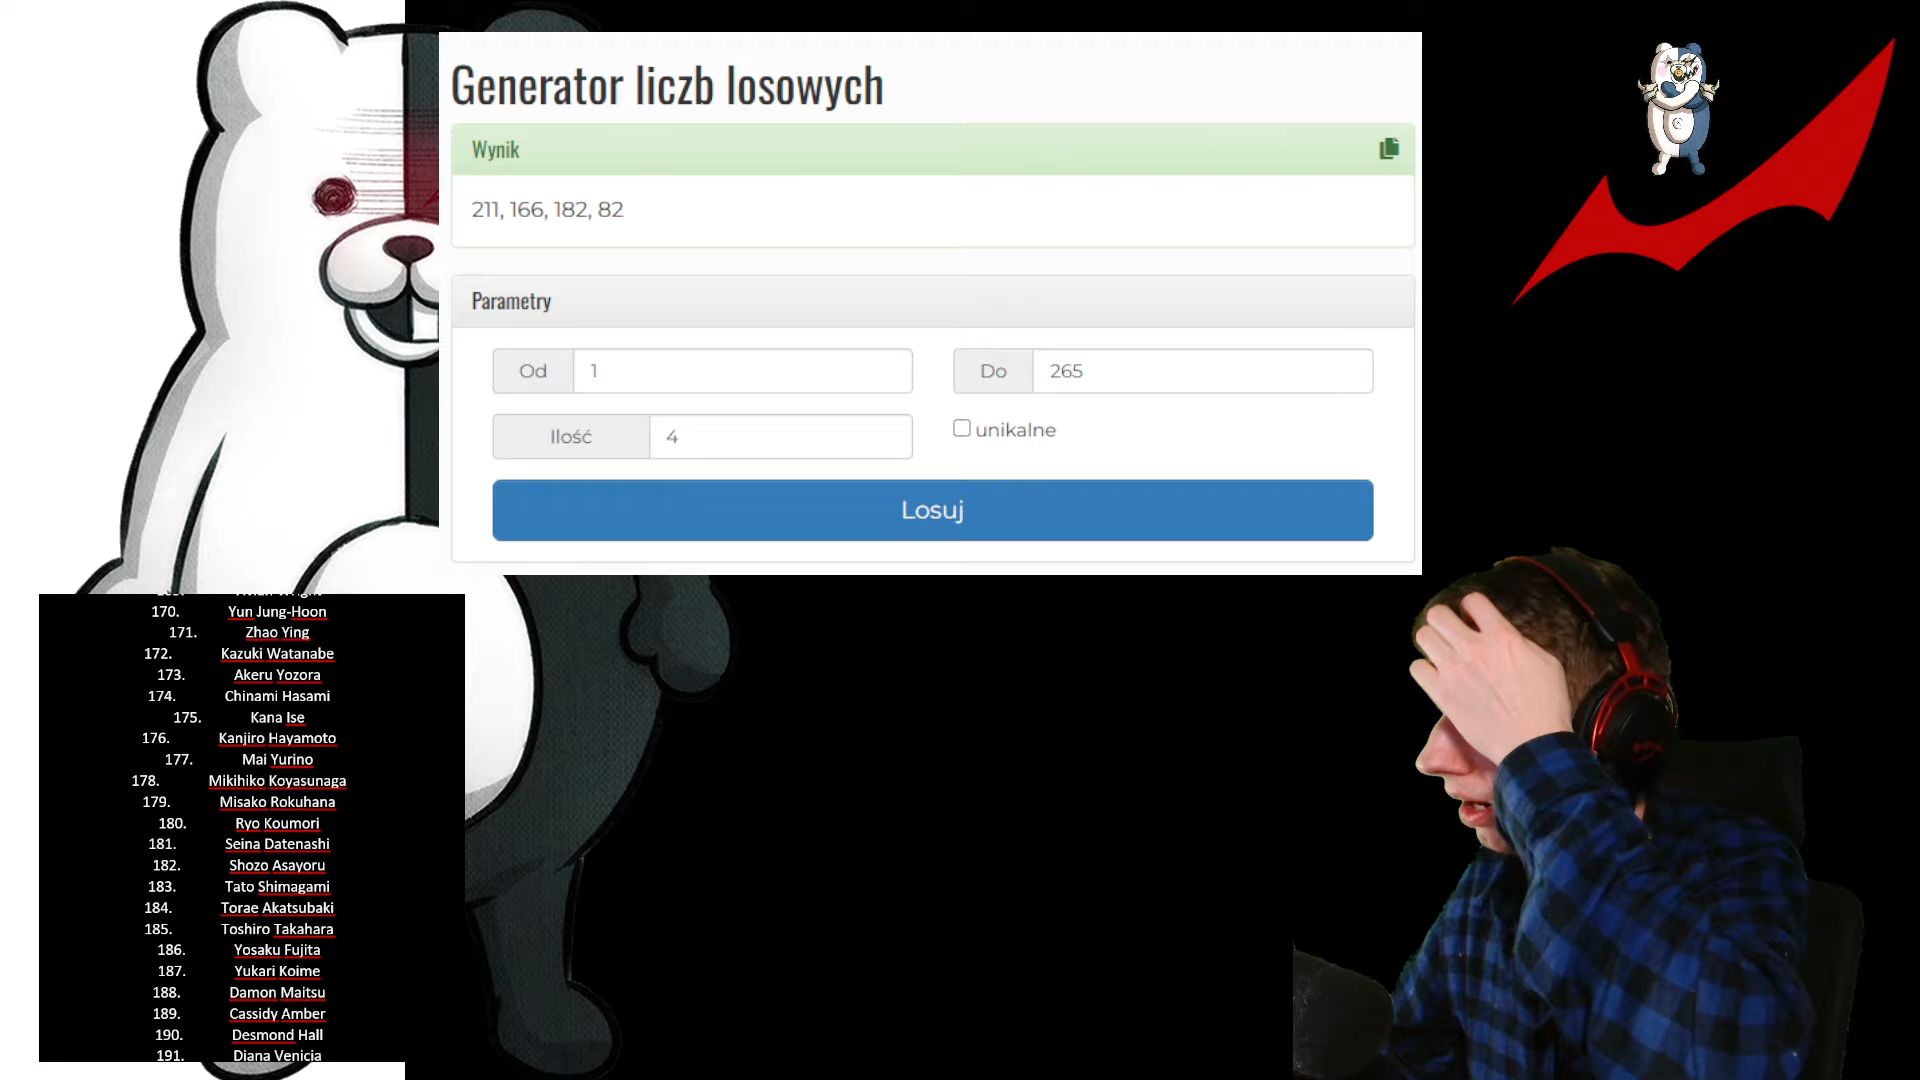 Generator liczb losowych
Wynik
211, 166, 182, 82
Parametry
Od 1
Do 265
Ilość 4
unikalne
Losuj
170. Yun Jung-Hoon
171. Zhao Ying
172. Kazuki Watanabe
173. Akeru Yozora
174. Chinami Hasami
175. Kana Ise
176. Kanjiro Hayamoto
177. Mai Yurino
178. Mikihiko Koyasunaga
179. Misako Rokuhana
180. Ryo Koumori
181. Seina Datenashi
182. Shozo Asayoru
183. Tato Shimagami
184. Torae Akatsubaki
185. Toshiro Takahara
186. Yosaku Fujita
187. Yukari Koime
188. Damon Maitsu
189. Cassidy Amber
190. Desmond Hall
191. Diana Venicia